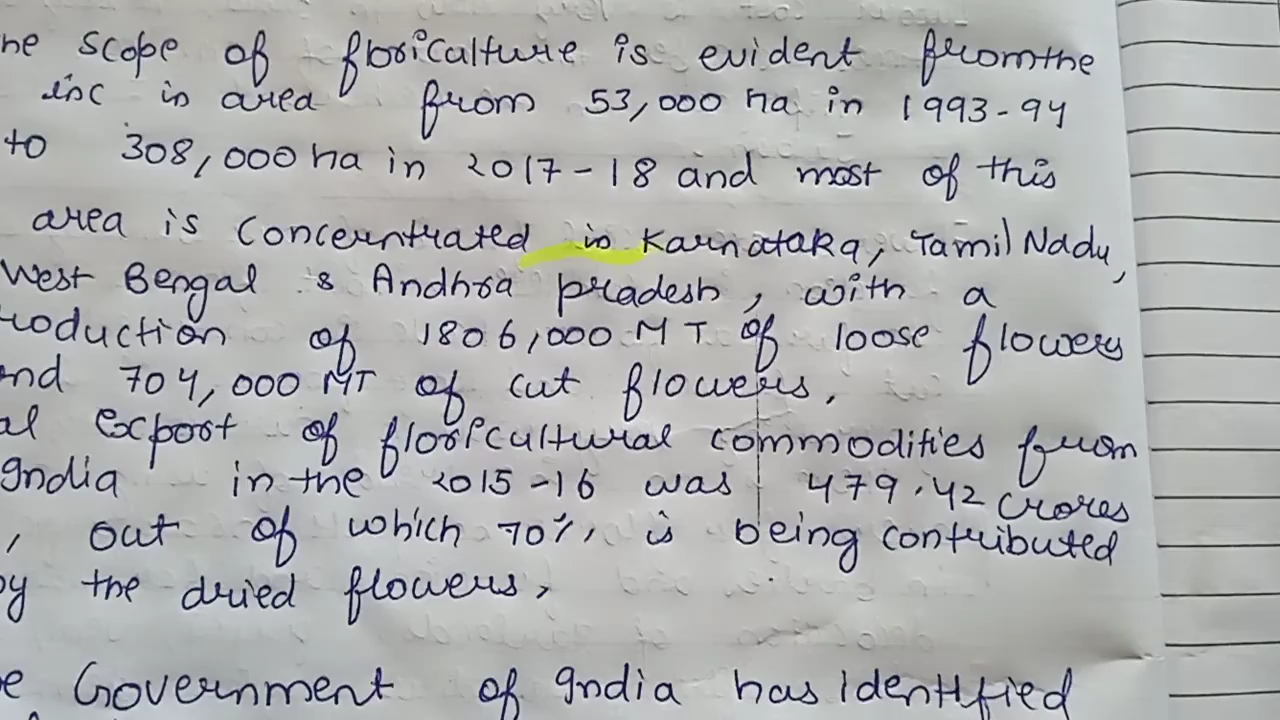 he scope of floriculture is evident from the
inc in area from 53,000 ha in 1993-94
to 308,000 ha in 2017-18 and most of this
area is concerntrated in Karnataka, Tamil Nadu,
West Bengal & Andhra pradesh, with a
roduction of 1806,000 MT of loose flowers
nd 704,000 MT of cut flowers.
al export of floricultural commodities from
India in the 2015-16 was 479.42 crores
, out of which 70% is being contributed
by the dried flowers,
e Government of India has identified